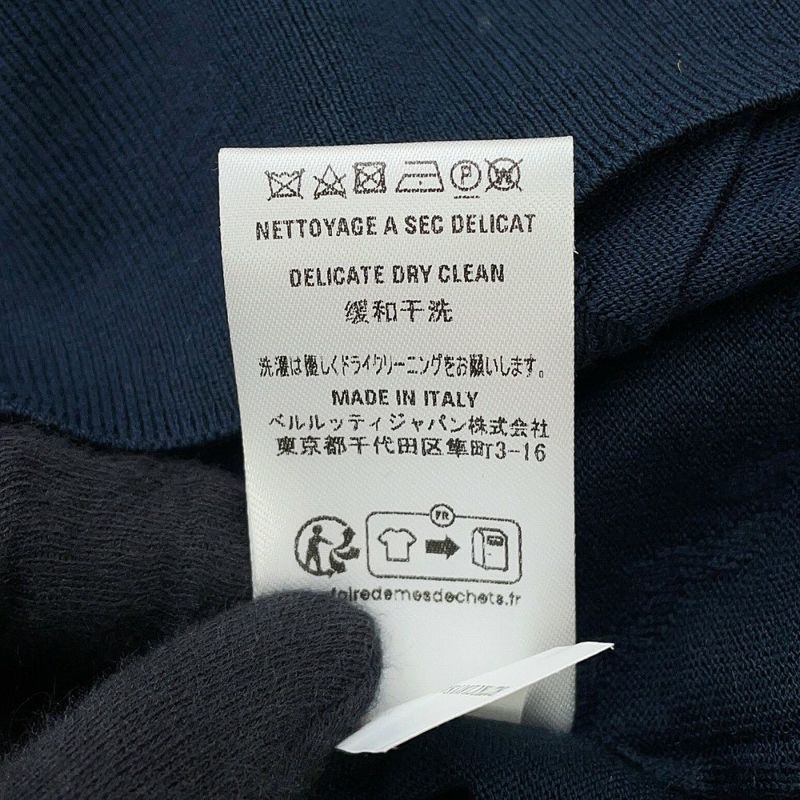 P W
NETTOYAGE A SEC DELICAT
DELICATE DRY CLEAN
缓和干洗
洗濯は優しくドライクリーニングをお願いします。
MADE IN ITALY
ベルルッティジャパン株式会社
東京都千代田区隼町3-16
FR
fairedemesdechets.fr